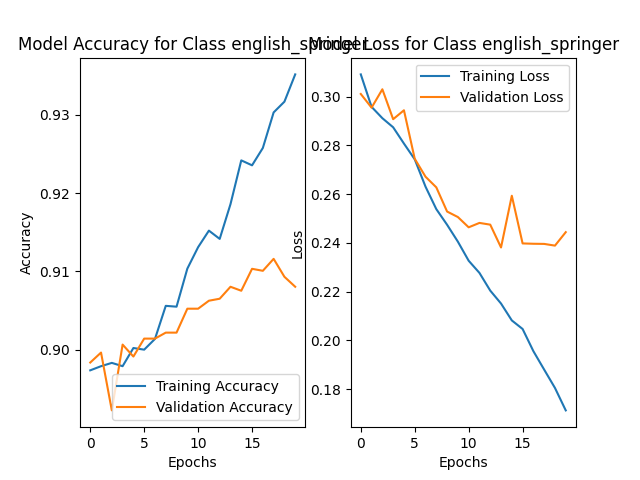 Model Accuracy for Class english_springer
Model Loss for Class english_springer
Accuracy
0.93
0.92
0.91
0.90
Training Accuracy
Validation Accuracy
0 5 10 15
Epochs
Loss
0.30
0.28
0.26
0.24
0.22
0.20
0.18
Training Loss
Validation Loss
0 5 10 15
Epochs